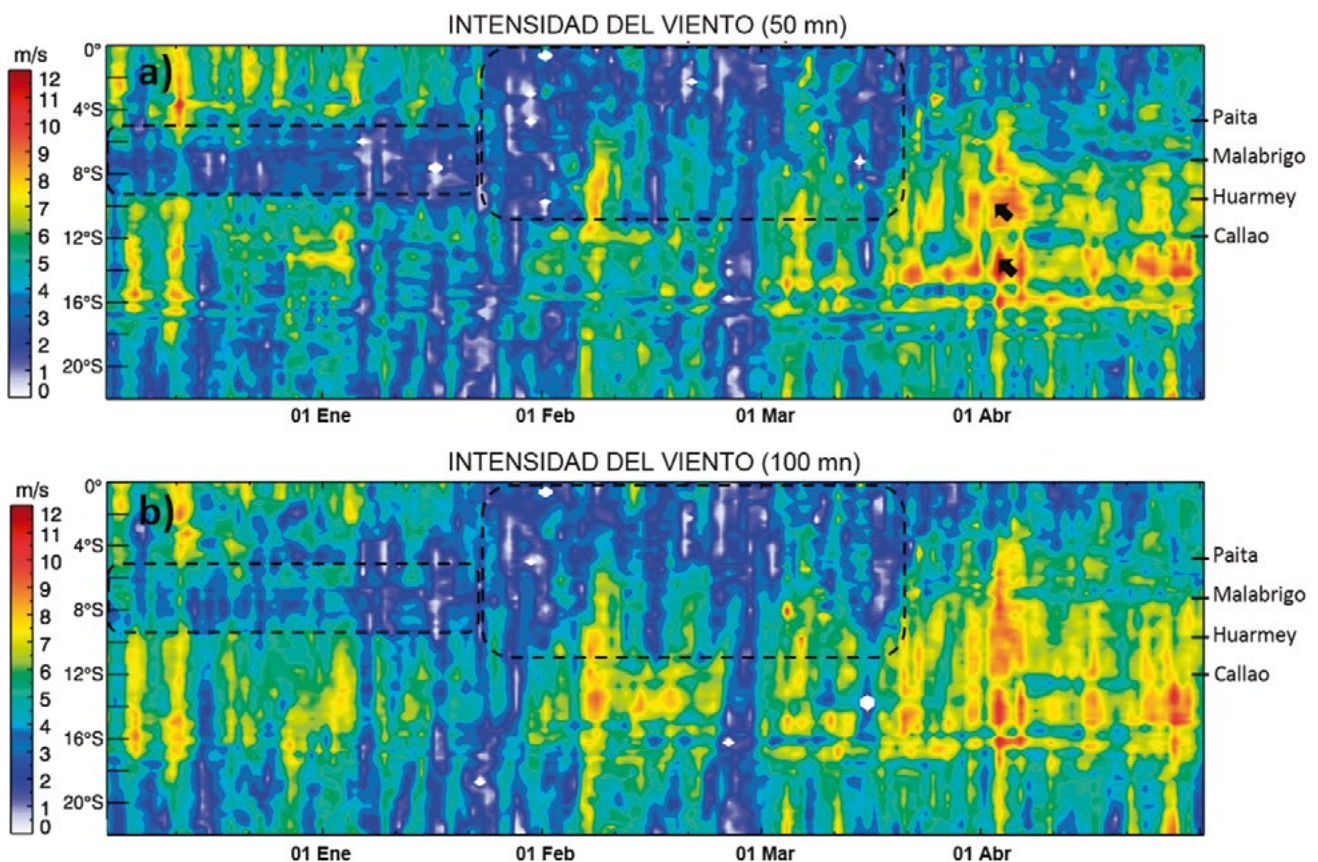 INTENSIDAD DEL VIENTO (50 mn)
m/s
12
11
10
9
8
7
6
5
4
3
2
1
0
a)
0°
4°S
8°S
12°S
16°S
20°S
Paita
Malabrigo
Huarmey
Callao
01 Ene
01 Feb
01 Mar
01 Abr
INTENSIDAD DEL VIENTO (100 mn)
m/s
12
11
10
9
8
7
6
5
4
3
2
1
0
b)
0°
4°S
8°S
12°S
16°S
20°S
Paita
Malabrigo
Huarmey
Callao
01 Ene
01 Feb
01 Mar
01 Abr